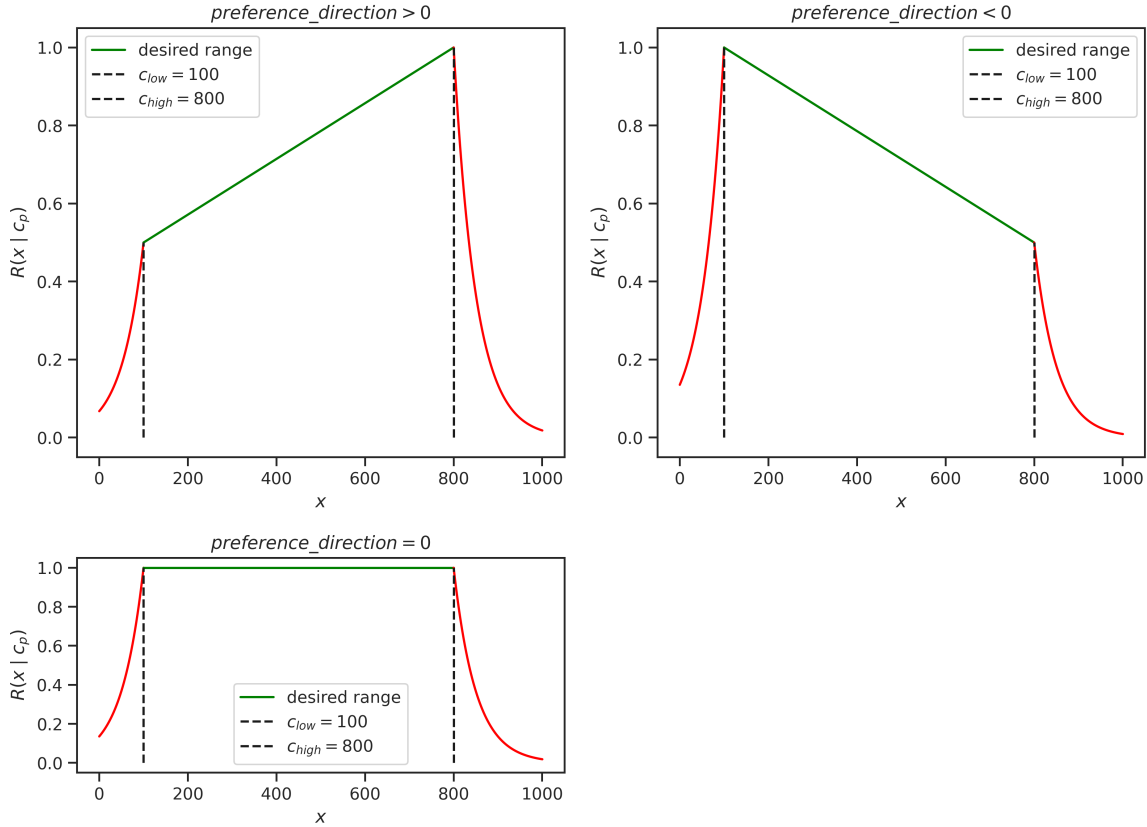 preference_direction > 0
desired range
c_low = 100
c_high = 800
R(x | c_p)
1.0
0.8
0.6
0.4
0.2
0.0
0 200 400 600 800 1000
x
preference_direction < 0
desired range
c_low = 100
c_high = 800
R(x | c_p)
1.0
0.8
0.6
0.4
0.2
0.0
0 200 400 600 800 1000
x
preference_direction = 0
R(x | c_p)
1.0
0.8
0.6
0.4
0.2
0.0
desired range
c_low = 100
c_high = 800
0 200 400 600 800 1000
x